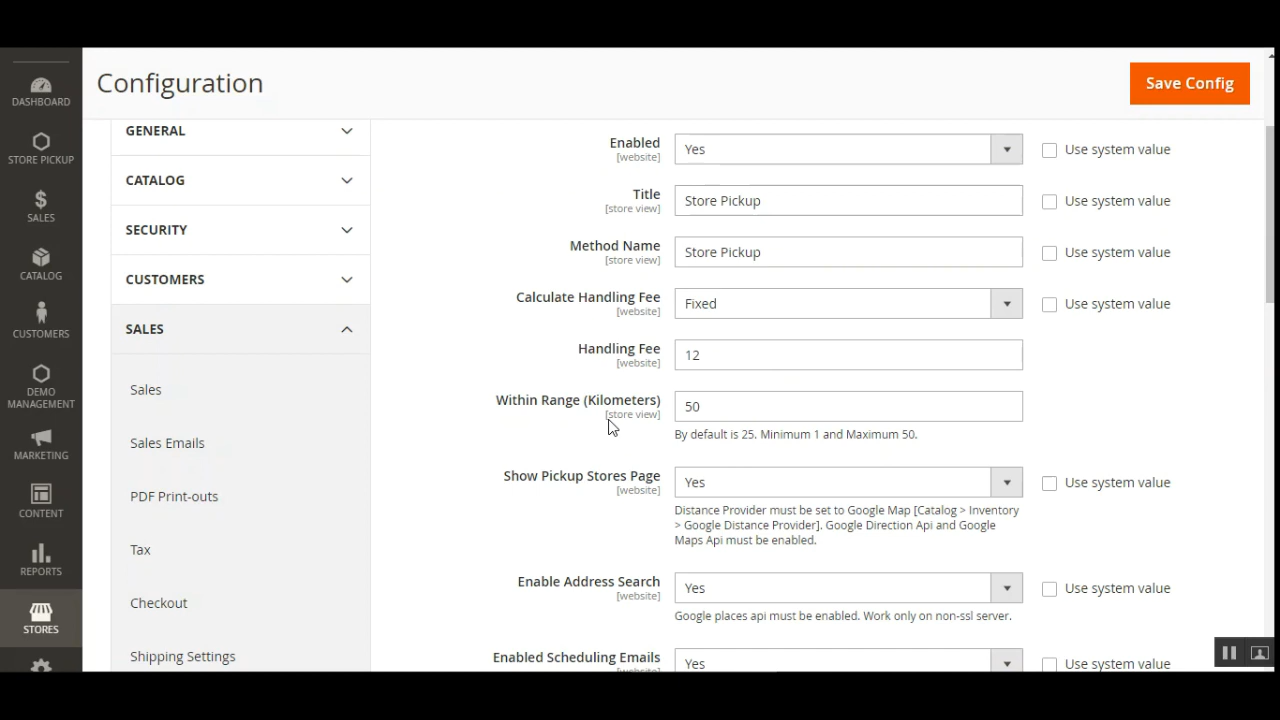 Configuration
Save Config
DASHBOARD
STORE PICKUP
SALES
CATALOG
CUSTOMERS
DEMO
MANAGEMENT
MARKETING
CONTENT
REPORTS
STORES
GENERAL
CATALOG
SECURITY
CUSTOMERS
SALES
Sales
Sales Emails
PDF Print-outs
Tax
Checkout
Shipping Settings
Enabled
[website]
Yes
Use system value
Title
[store view]
Store Pickup
Use system value
Method Name
[store view]
Store Pickup
Use system value
Calculate Handling Fee
[website]
Fixed
Use system value
Handling Fee
[website]
12
Within Range (Kilometers)
[store view]
50
By default is 25. Minimum 1 and Maximum 50.
Show Pickup Stores Page
[website]
Yes
Use system value
Distance Provider must be set to Google Map [Catalog > Inventory
> Google Distance Provider]. Google Direction Api and Google
Maps Api must be enabled.
Enable Address Search
[website]
Yes
Use system value
Google places api must be enabled. Work only on non-ssl server.
Enabled Scheduling Emails
Yes
Use system value